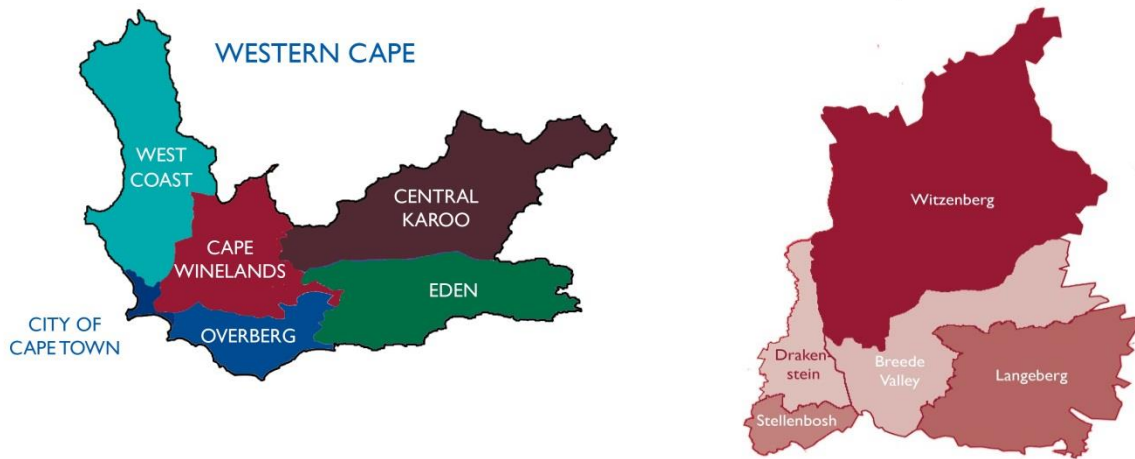 WESTERN CAPE
WEST
COAST
CENTRAL
KAROO
CAPE
WINELANDS
EDEN
OVERBERG
CITY OF
CAPE TOWN
Witzenberg
Draken-
stein
Breede
Valley
Langeberg
Stellenbosh